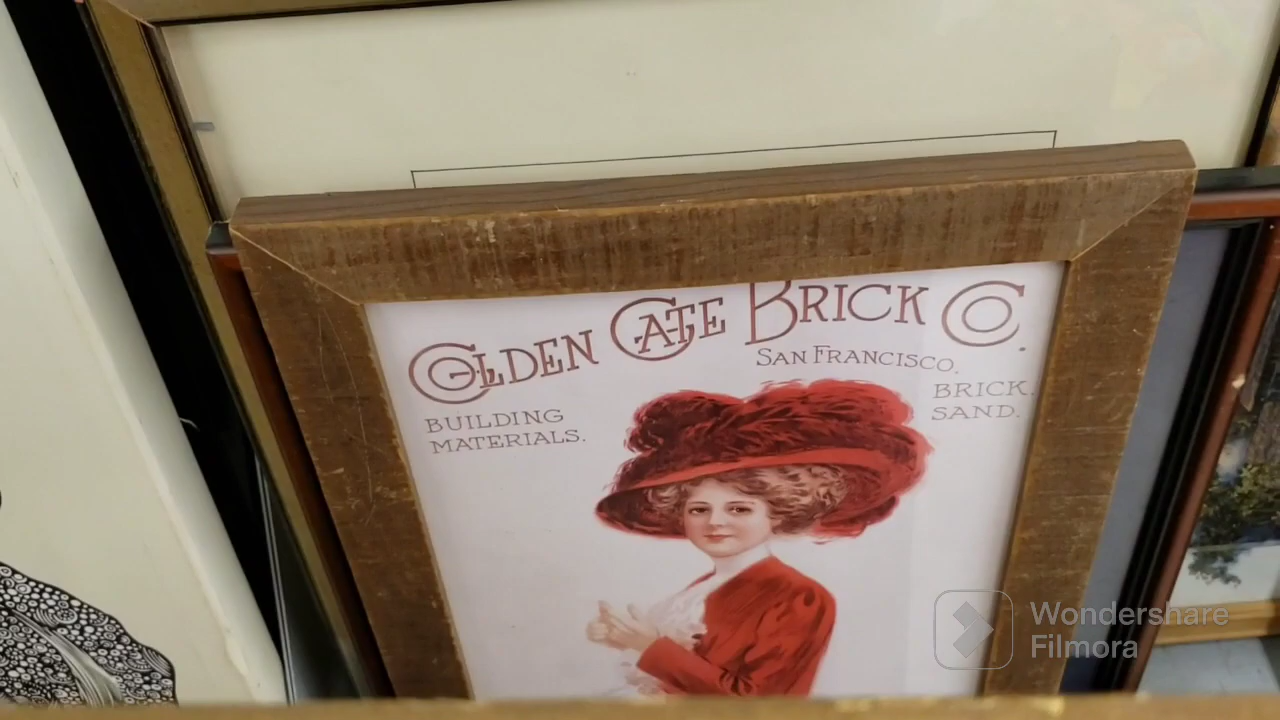 GOLDEN GATE BRICK CO.
SAN FRANCISCO.
BUILDING
MATERIALS.
BRICK.
SAND.
Wondershare
Filmora